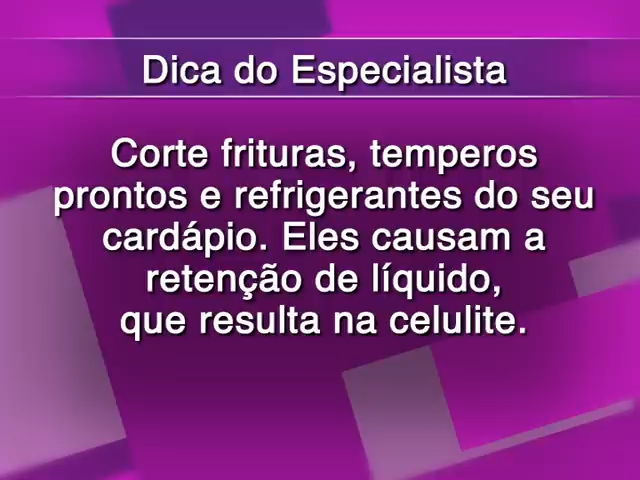 Dica do Especialista
Corte frituras, temperos
prontos e refrigerantes do seu
cardápio. Eles causam a
retenção de líquido,
que resulta na celulite.